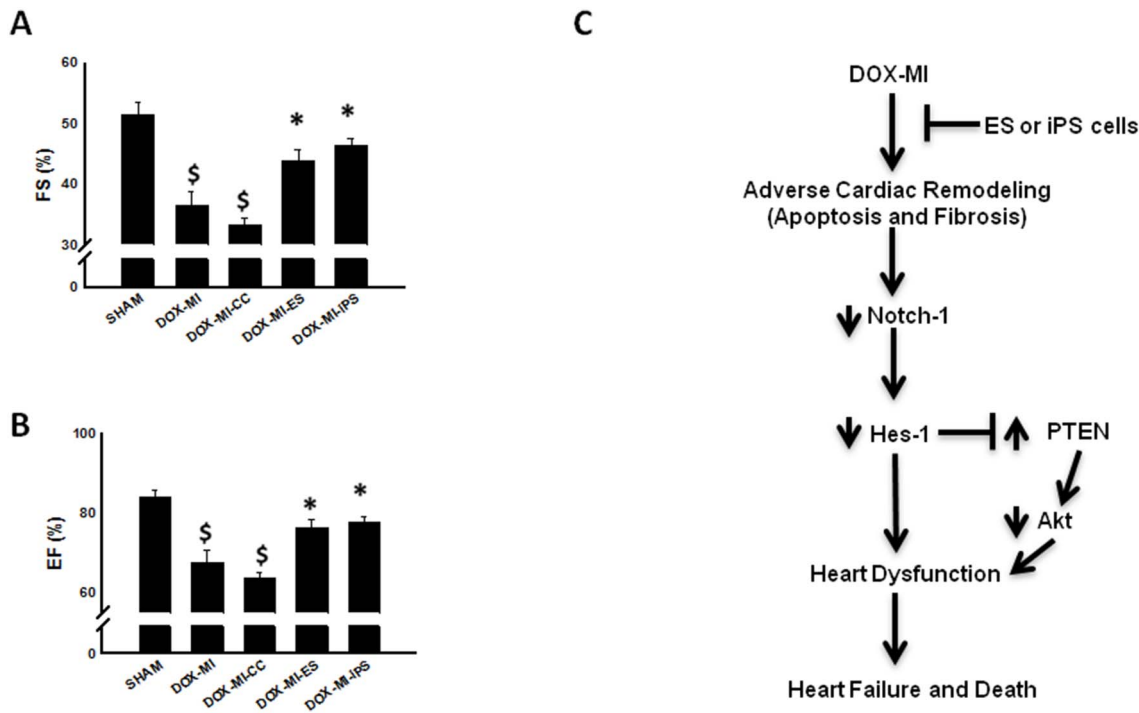 A
60
50
40
30
0
FS (%)
$
$
*
*
SHAM
DOX-MI
DOX-MI-CC
DOX-MI-ES
DOX-MI-iPS
B
100
80
60
0
EF (%)
$
$
*
*
SHAM
DOX-MI
DOX-MI-CC
DOX-MI-ES
DOX-MI-iPS
C
DOX-MI
ES or iPS cells
Adverse Cardiac Remodeling
(Apoptosis and Fibrosis)
Notch-1
Hes-1
PTEN
Akt
Heart Dysfunction
Heart Failure and Death